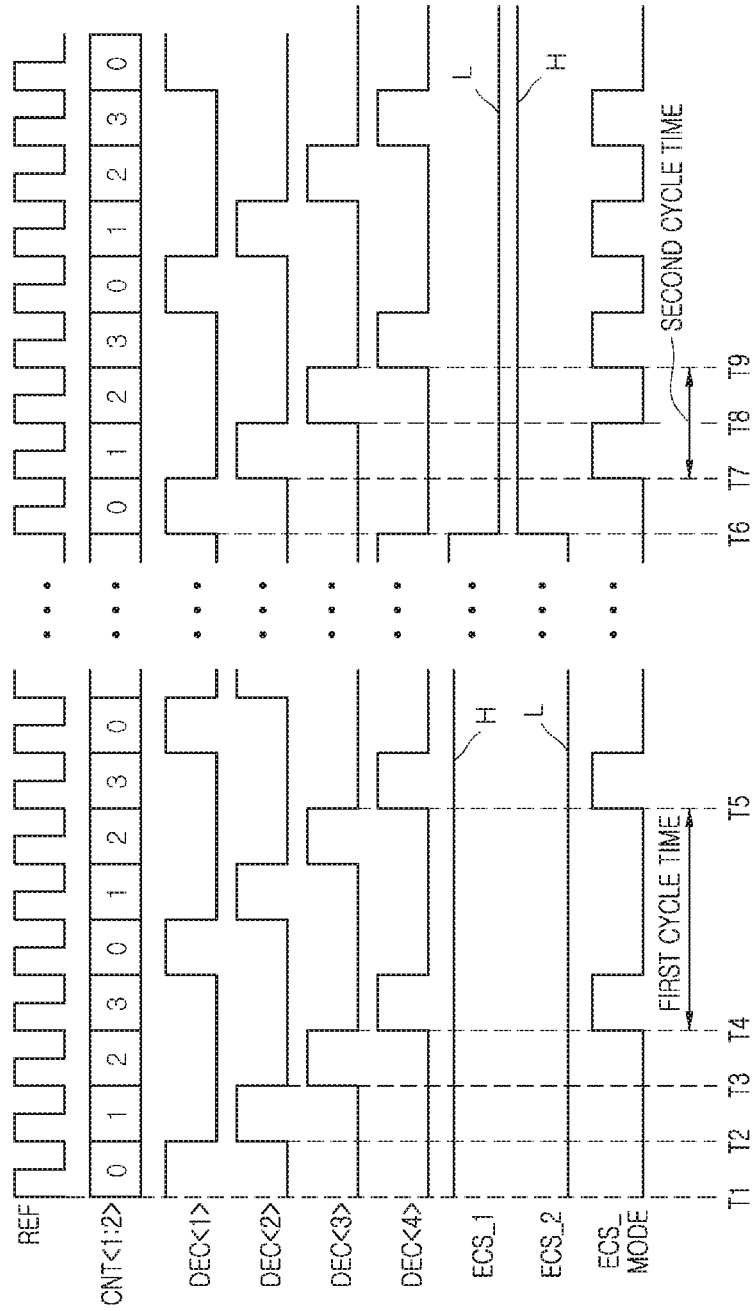 REF
CNT<1:2>
0 1 2 3 0 1 2 3 0
0 1 2 3 0 1 2 3 0
DEC<1>
DEC<2>
DEC<3>
DEC<4>
ECS_1
H
L
ECS_2
L
H
ECS_
MODE
FIRST CYCLE TIME
SECOND CYCLE TIME
T1 T2 T3 T4 T5 T6 T7 T8 T9